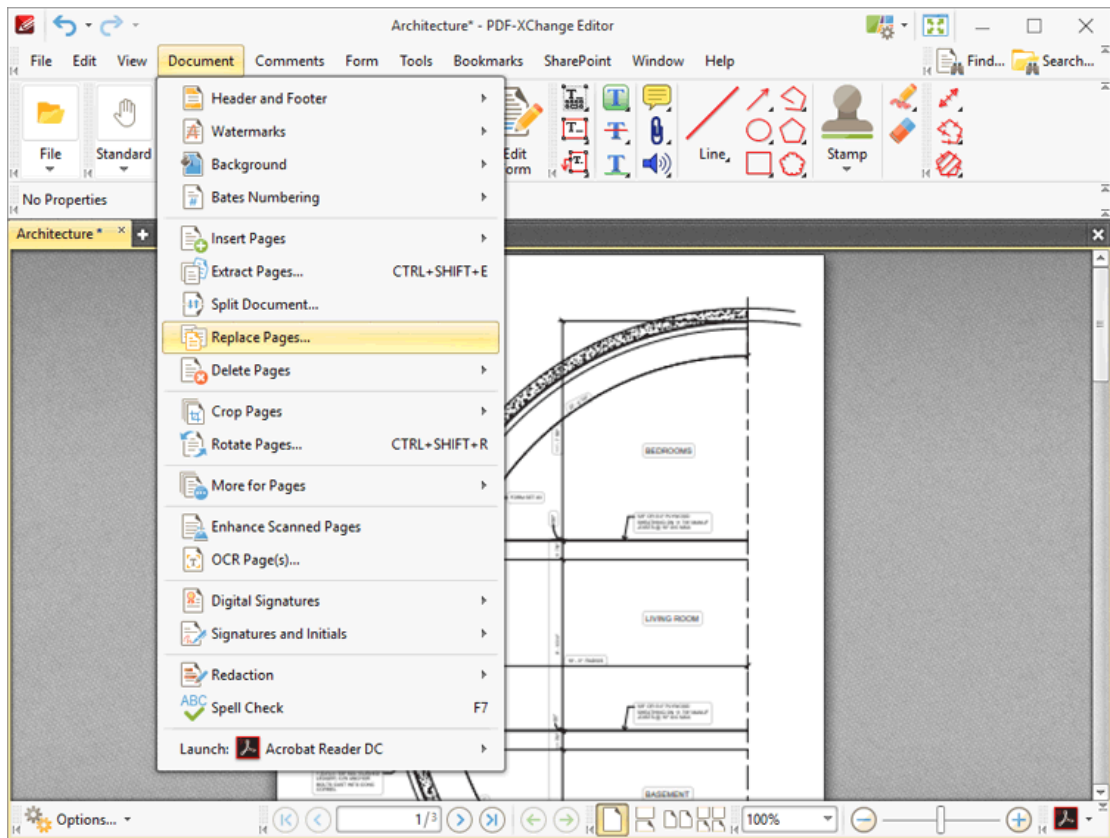 Architecture* - PDF-XChange Editor
File Edit View Document Comments Form Tools Bookmarks SharePoint Window Help Find... Search...
File Standard Edit Form Line Stamp
No Properties
Architecture *
Header and Footer
Watermarks
Background
Bates Numbering
Insert Pages
Extract Pages... CTRL+SHIFT+E
Split Document...
Replace Pages...
Delete Pages
Crop Pages
Rotate Pages... CTRL+SHIFT+R
More for Pages
Enhance Scanned Pages
OCR Page(s)...
Digital Signatures
Signatures and Initials
Redaction
ABC Spell Check F7
Launch: Acrobat Reader DC
BEDROOMS
LIVING ROOM
BASEMENT
Options... 1/3 100%